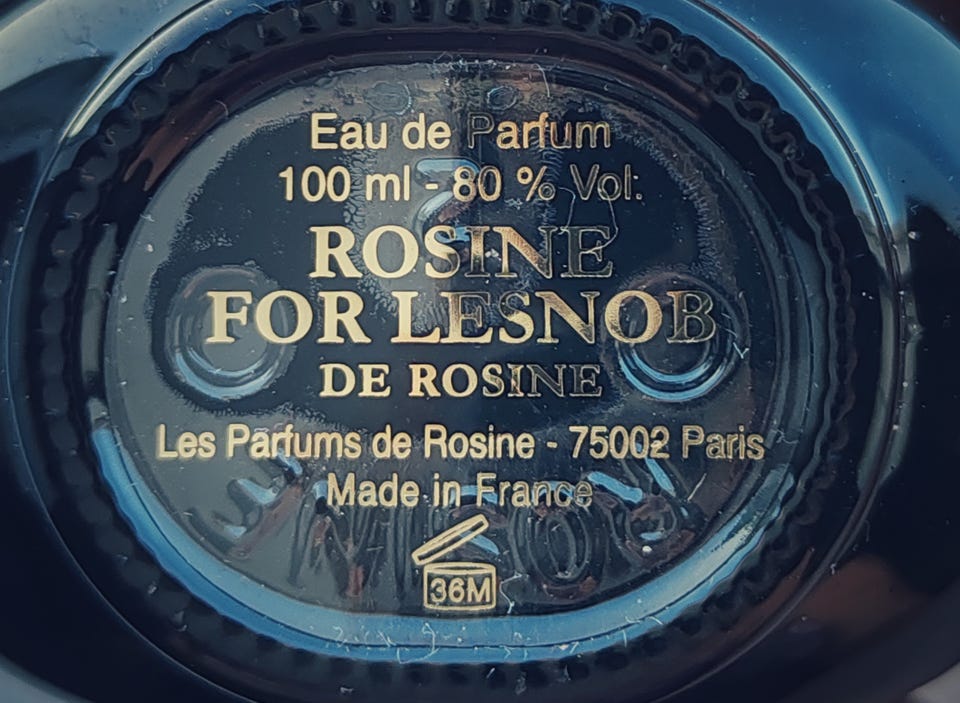 Eau de Parfum
100 ml - 80 % Vol.
ROSINE
FOR LESNOB
DE ROSINE
Les Parfums de Rosine - 75002 Paris
Made in France
36M